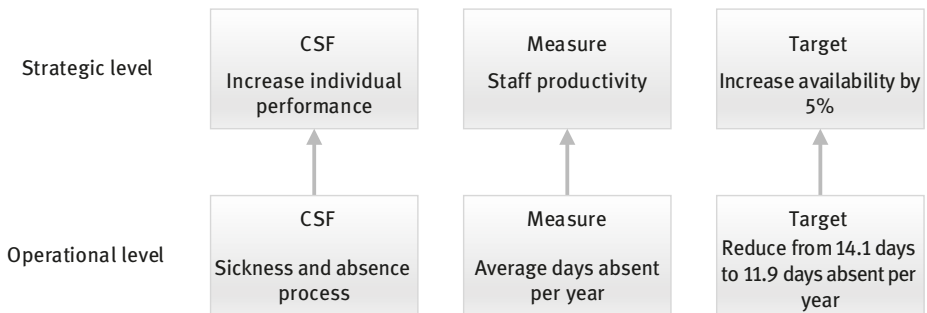 Strategic level
CSF
Increase individual
performance
Measure
Staff productivity
Target
Increase availability by
5%
Operational level
CSF
Sickness and absence
process
Measure
Average days absent
per year
Target
Reduce from 14.1 days
to 11.9 days absent per
year